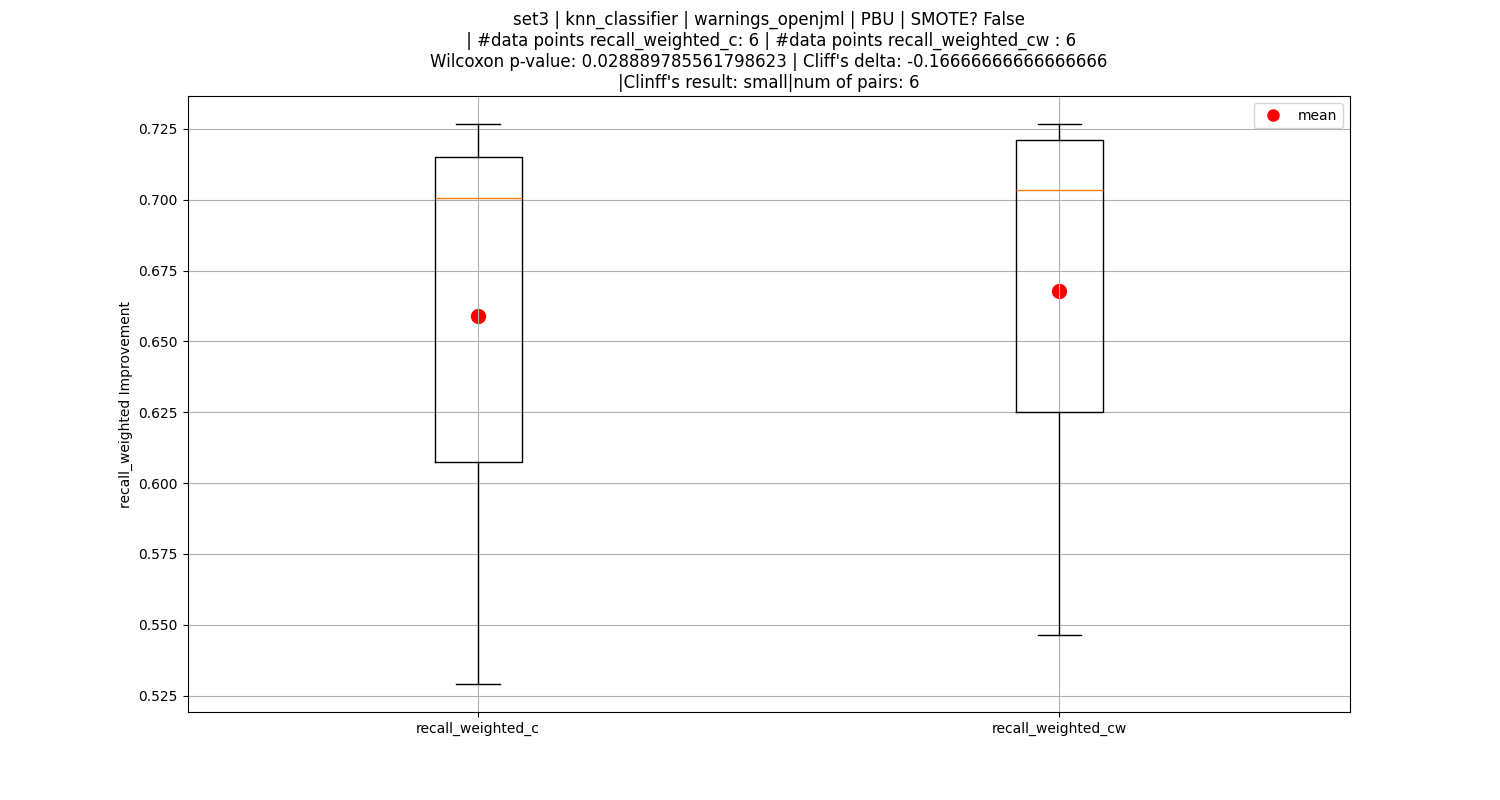 set3 | knn_classifier | warnings_openjml | PBU | SMOTE? False
| #data points recall_weighted_c: 6 | #data points recall_weighted_cw : 6
Wilcoxon p-value: 0.028889785561798623 | Cliff's delta: -0.16666666666666666
|Clinff's result: small|num of pairs: 6
mean
0.725
0.700
0.675
0.650
0.625
0.600
0.575
0.550
0.525
recall_weighted Improvement
recall_weighted_c
recall_weighted_cw